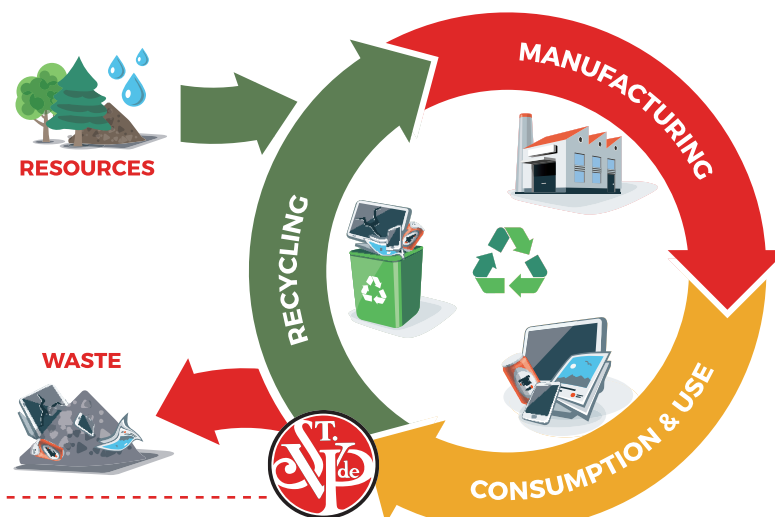 RESOURCES
MANUFACTURING
RECYCLING
WASTE
CONSUMPTION & USE
ST.
V de P